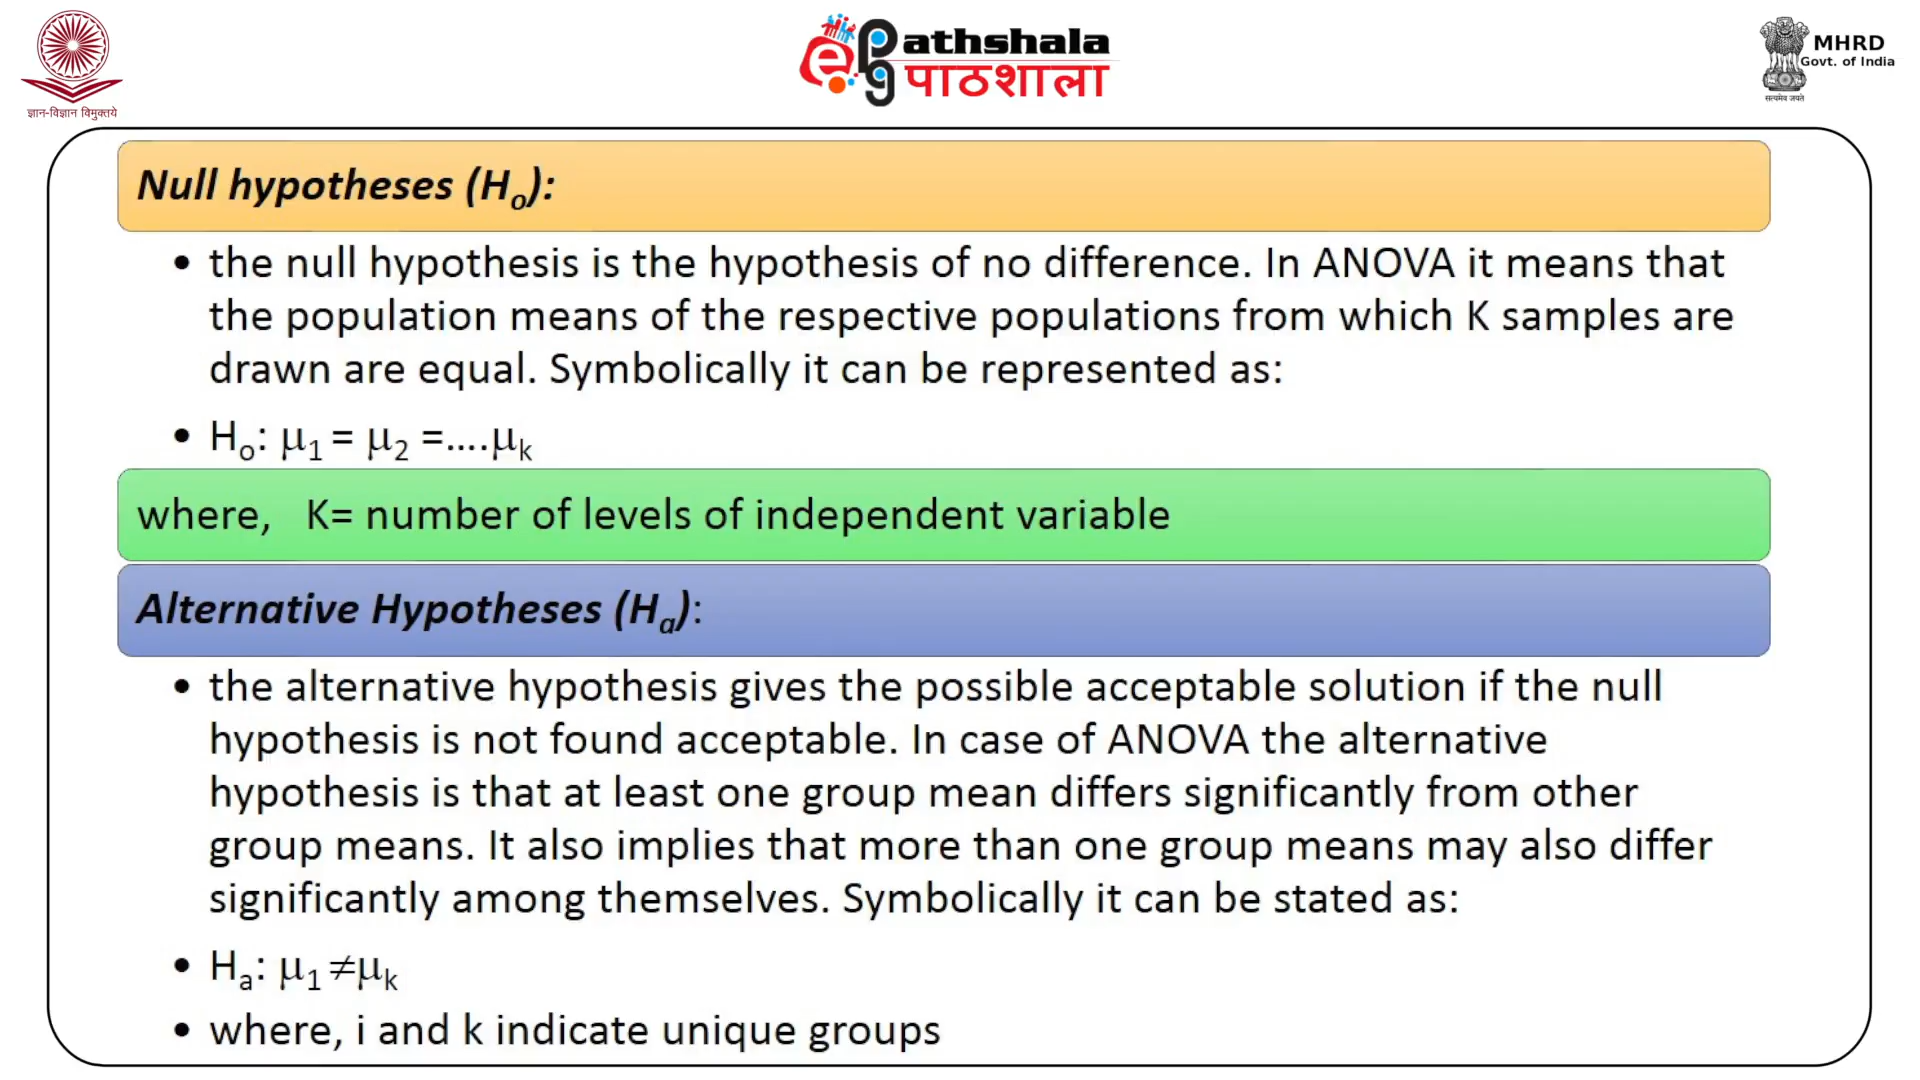 ज्ञान-विज्ञान विमुक्तये
ePG athshala
पाठशाला
MHRD
Govt. of India
सत्यमेव जयते
Null hypotheses (Ho):
• the null hypothesis is the hypothesis of no difference. In ANOVA it means that
the population means of the respective populations from which K samples are
drawn are equal. Symbolically it can be represented as:
• Ho: μ1 = μ2 =....μk
where, K= number of levels of independent variable
Alternative Hypotheses (Ha):
• the alternative hypothesis gives the possible acceptable solution if the null
hypothesis is not found acceptable. In case of ANOVA the alternative
hypothesis is that at least one group mean differs significantly from other
group means. It also implies that more than one group means may also differ
significantly among themselves. Symbolically it can be stated as:
• Ha: μ1 ≠μk
• where, i and k indicate unique groups